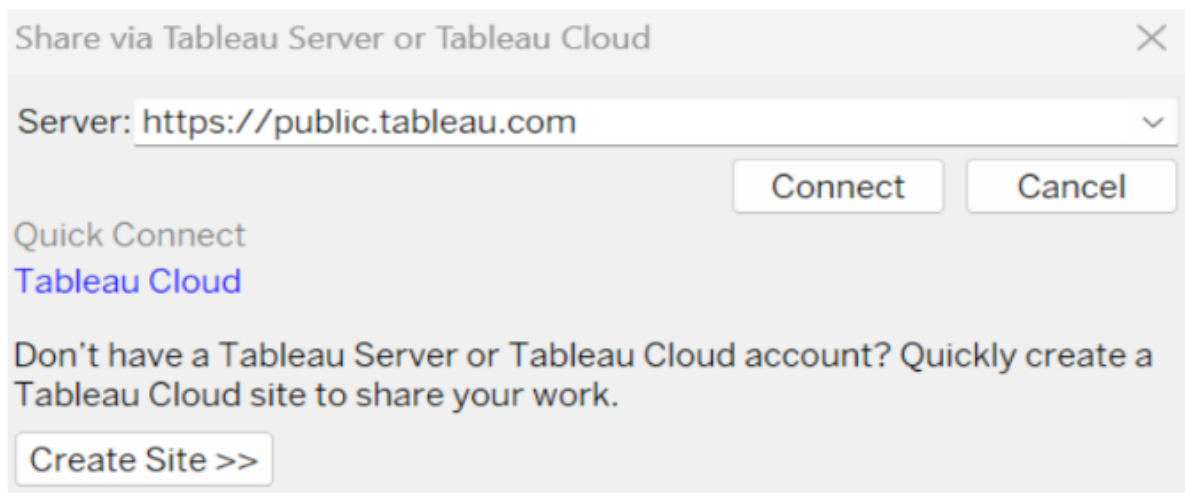 Share via Tableau Server or Tableau Cloud
Server: https://public.tableau.com
Connect Cancel
Quick Connect
Tableau Cloud
Don't have a Tableau Server or Tableau Cloud account? Quickly create a
Tableau Cloud site to share your work.
Create Site >>